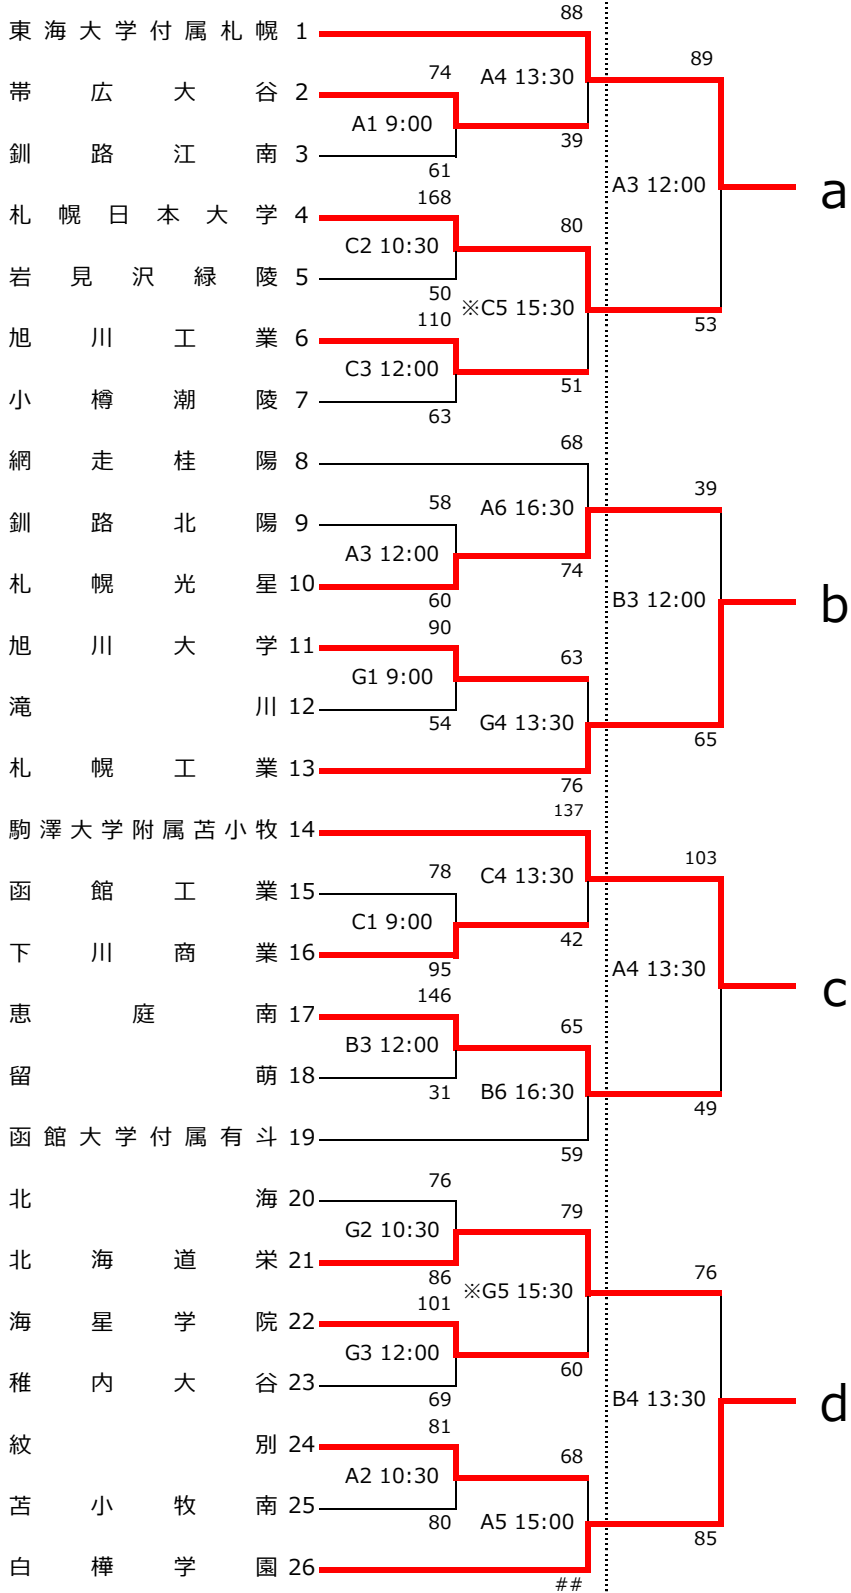 88
東海大学付属札幌 1
89
74
A4 13:30
帯広大谷 2
A1 9:00
39
釧路江南 3
61
A3 12:00
a
168
札幌日本大学 4
80
C2 10:30
岩見沢緑陵 5
50
※C5 15:30
110
53
旭川工業 6
C3 12:00
51
小樽潮陵 7
63
68
網走桂陽 8
39
58
A6 16:30
釧路北陽 9
A3 12:00
74
札幌光星 10
60
B3 12:00
b
90
旭川大学 11
63
G1 9:00
滝川 12
54
G4 13:30
65
札幌工業 13
76
137
駒澤大学附属苫小牧 14
103
78
C4 13:30
函館工業 15
C1 9:00
42
下川商業 16
95
A4 13:30
c
146
恵庭南 17
65
B3 12:00
留萌 18
31
B6 16:30
49
函館大学付属有斗 19
59
76
北海 20
79
G2 10:30
北海道栄 21
76
86
※G5 15:30
101
海星学院 22
G3 12:00
60
稚内大谷 23
69
B4 13:30
d
81
紋別 24
68
A2 10:30
苫小牧南 25
80
A5 15:00
85
白樺学園 26
##